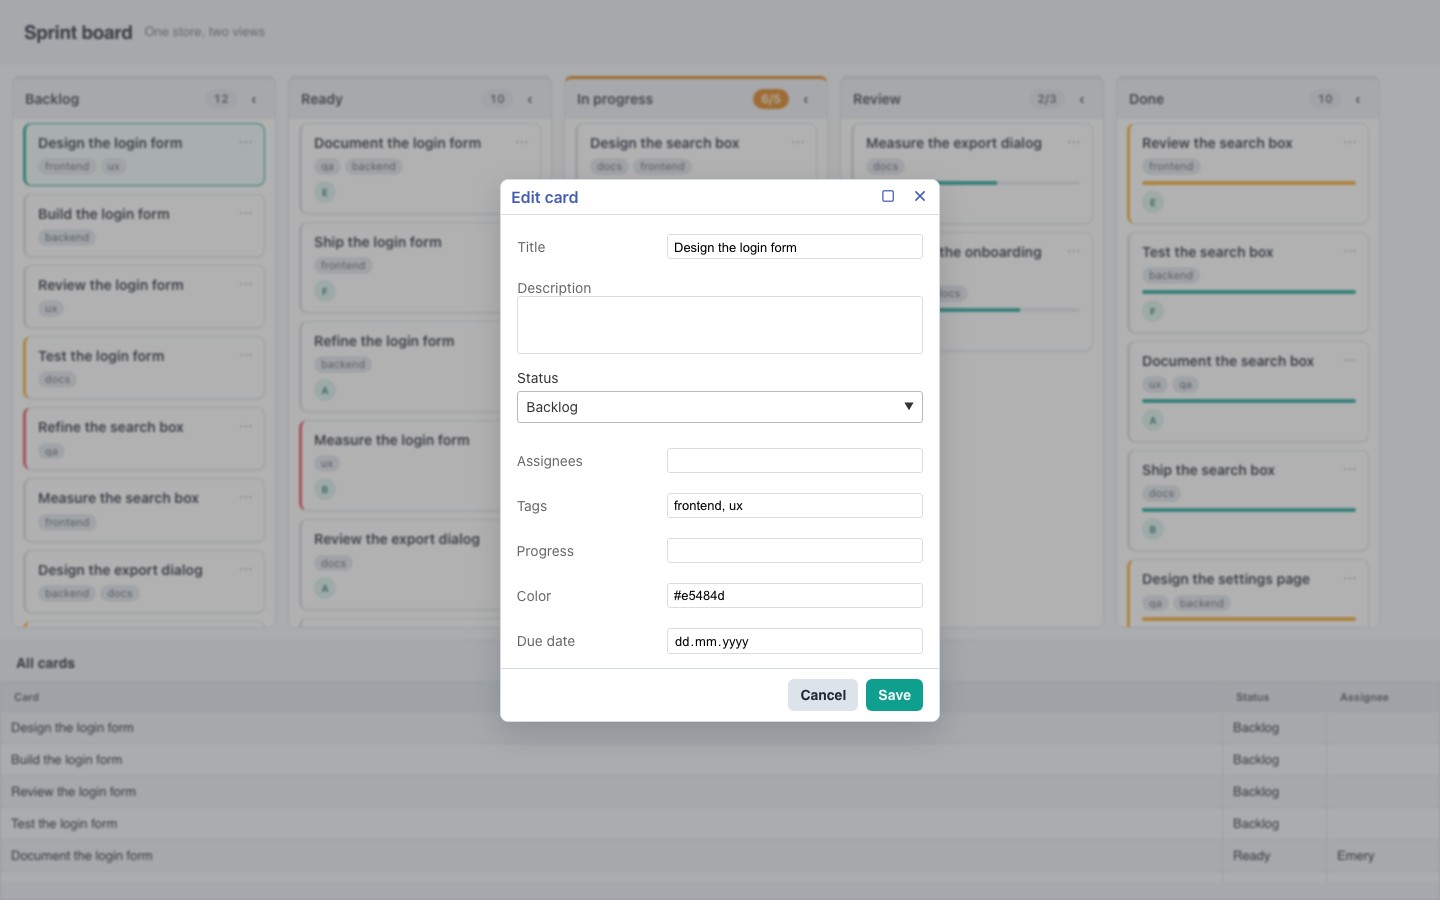 Sprint board One store, two views
Backlog 12
Design the login form
frontend ux
Build the login form
backend
Review the login form
ux
Test the login form
docs
Refine the search box
qa
Measure the search box
frontend
Design the export dialog
backend docs
Ready 10
Document the login form
qa backend
E
Ship the login form
frontend
F
Refine the login form
backend
A
Measure the login form
ux
B
Review the export dialog
docs
A
In progress 6/5
Design the search box
docs frontend
Review 2/3
Measure the export dialog
docs
the onboarding
docs
Done 10
Review the search box
frontend
E
Test the search box
backend
F
Document the search box
ux qa
A
Ship the search box
docs
B
Design the settings page
qa backend
Edit card
Title Design the login form
Description
Status
Backlog
Assignees
Tags frontend, ux
Progress
Color #e5484d
Due date dd.mm.yyyy
Cancel Save
All cards
Card Status Assignee
Design the login form Backlog
Build the login form Backlog
Review the login form Backlog
Test the login form Backlog
Document the login form Ready Emery